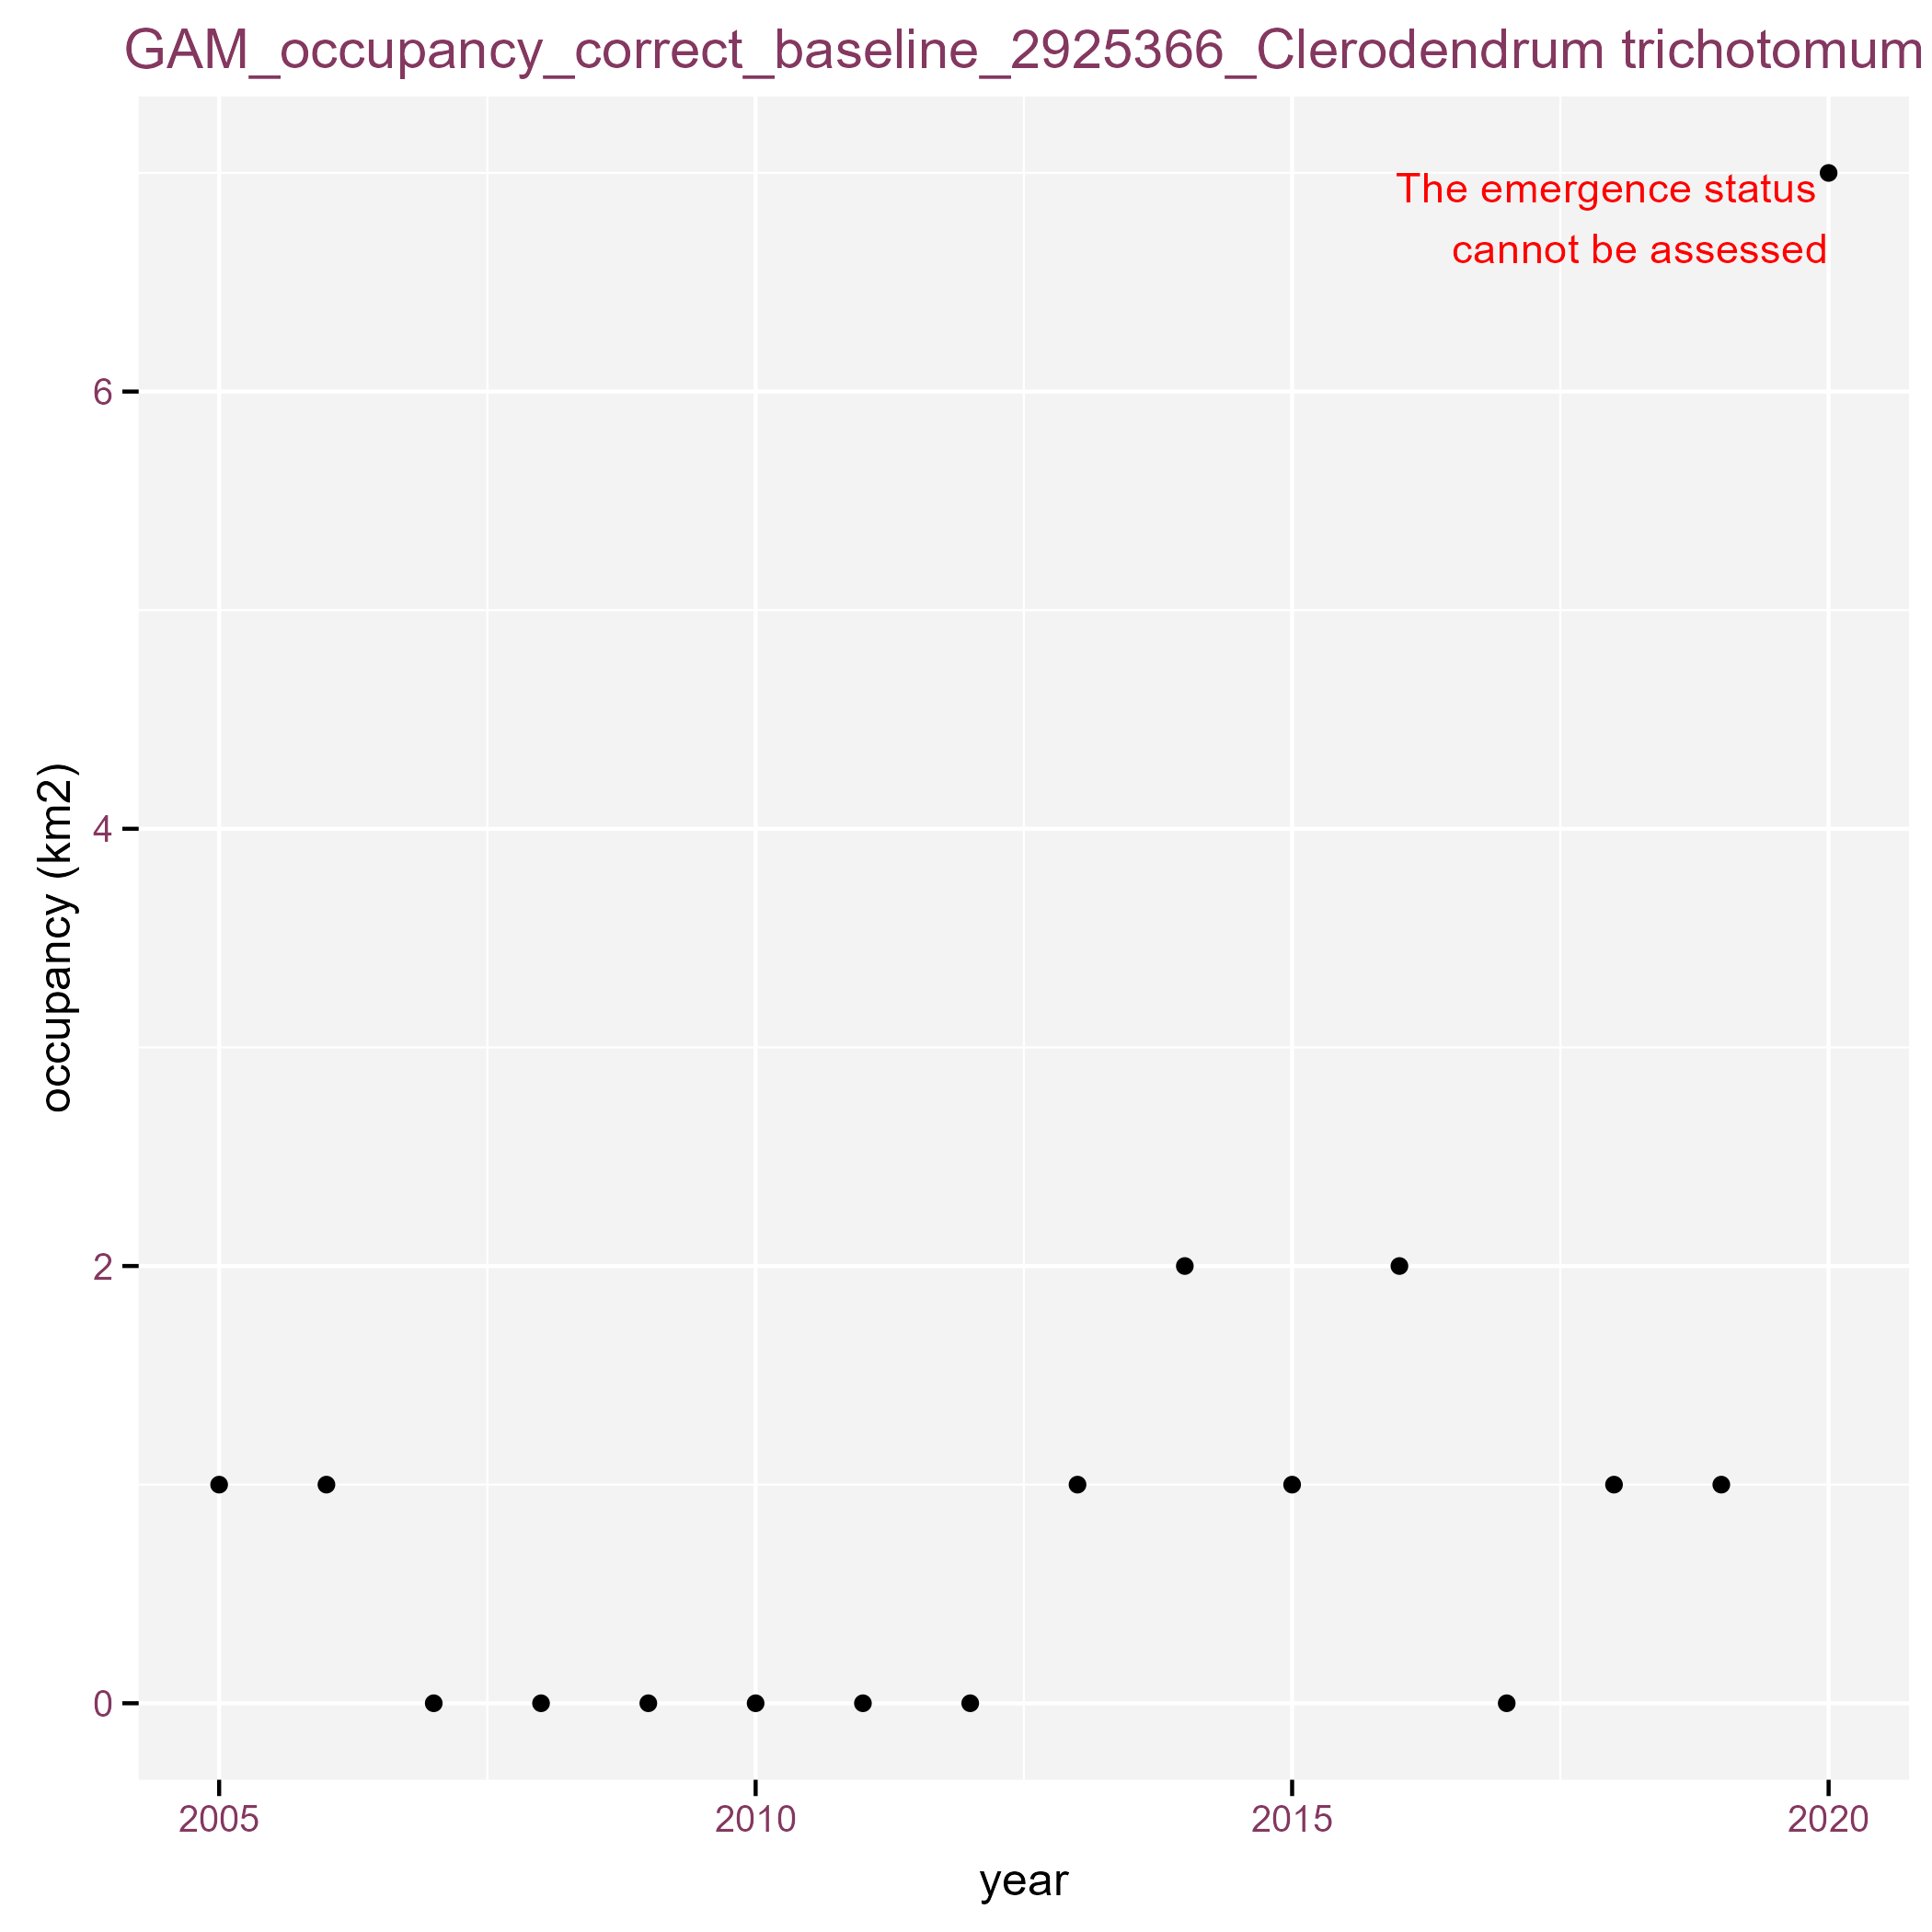 GAM_occupancy_correct_baseline_2925366_Clerodendrum trichotomum
The emergence status
cannot be assessed
6
4
2
0
occupancy (km2)
2005 2010 2015 2020
year